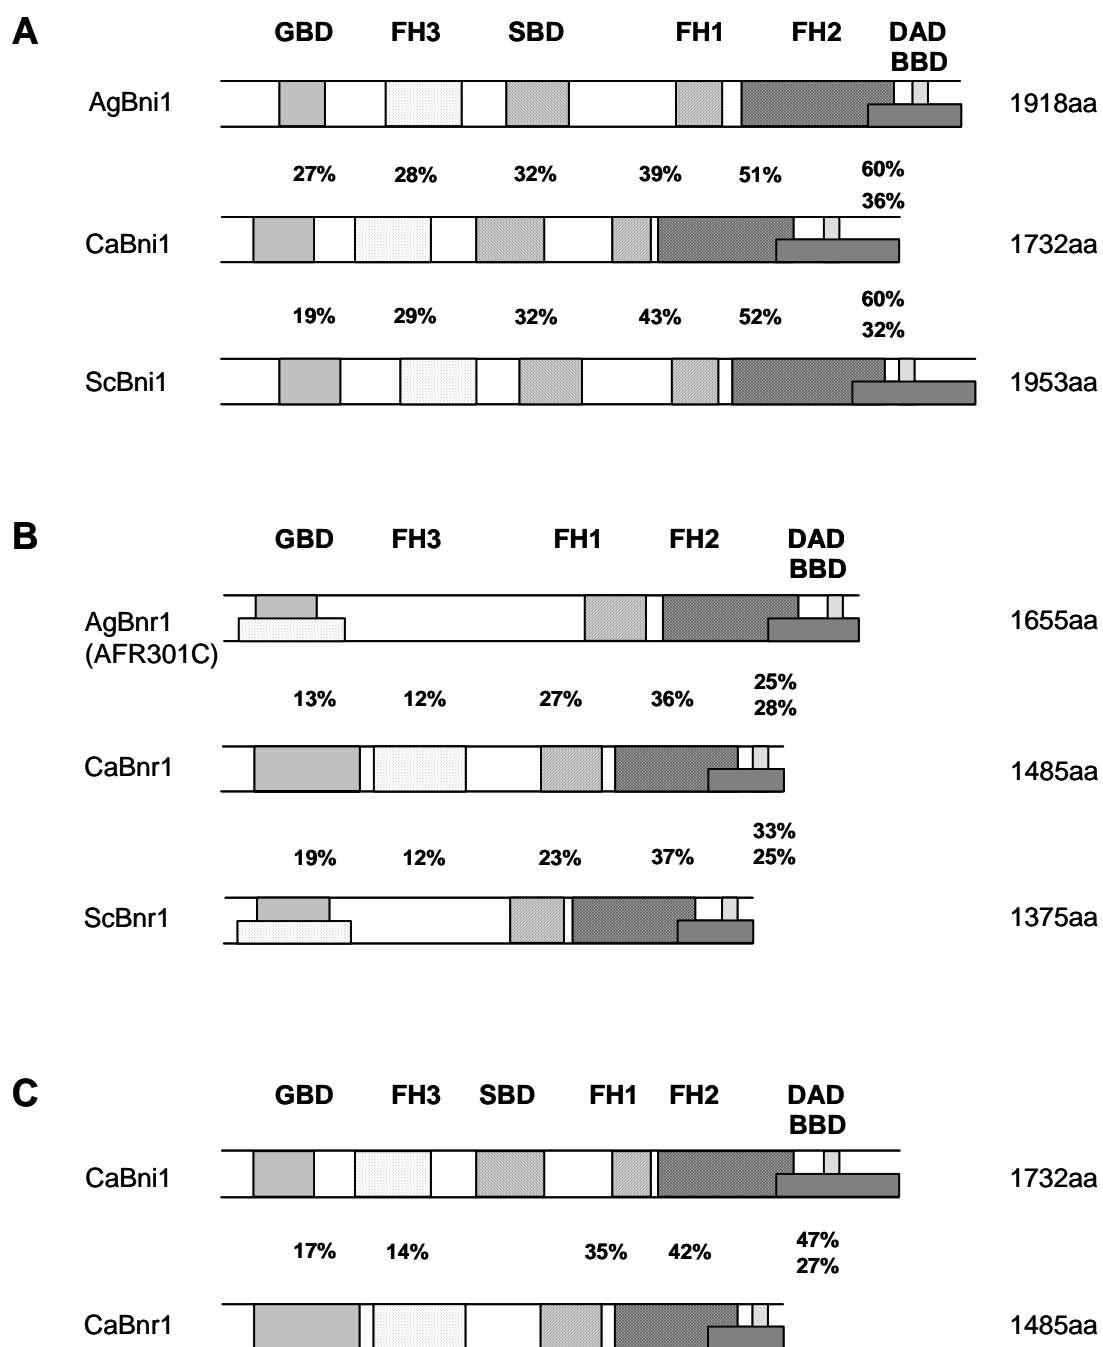 A
GBD FH3 SBD FH1 FH2 DAD
BBD
AgBni1 1918aa
27% 28% 32% 39% 51% 60%
36%
CaBni1 1732aa
19% 29% 32% 43% 52% 60%
32%
ScBni1 1953aa
B
GBD FH3 FH1 FH2 DAD
BBD
AgBnr1 1655aa
(AFR301C)
13% 12% 27% 36% 25%
28%
CaBnr1 1485aa
19% 12% 23% 37% 33%
25%
ScBnr1 1375aa
C
GBD FH3 SBD FH1 FH2 DAD
BBD
CaBni1 1732aa
17% 14% 35% 42% 47%
27%
CaBnr1 1485aa